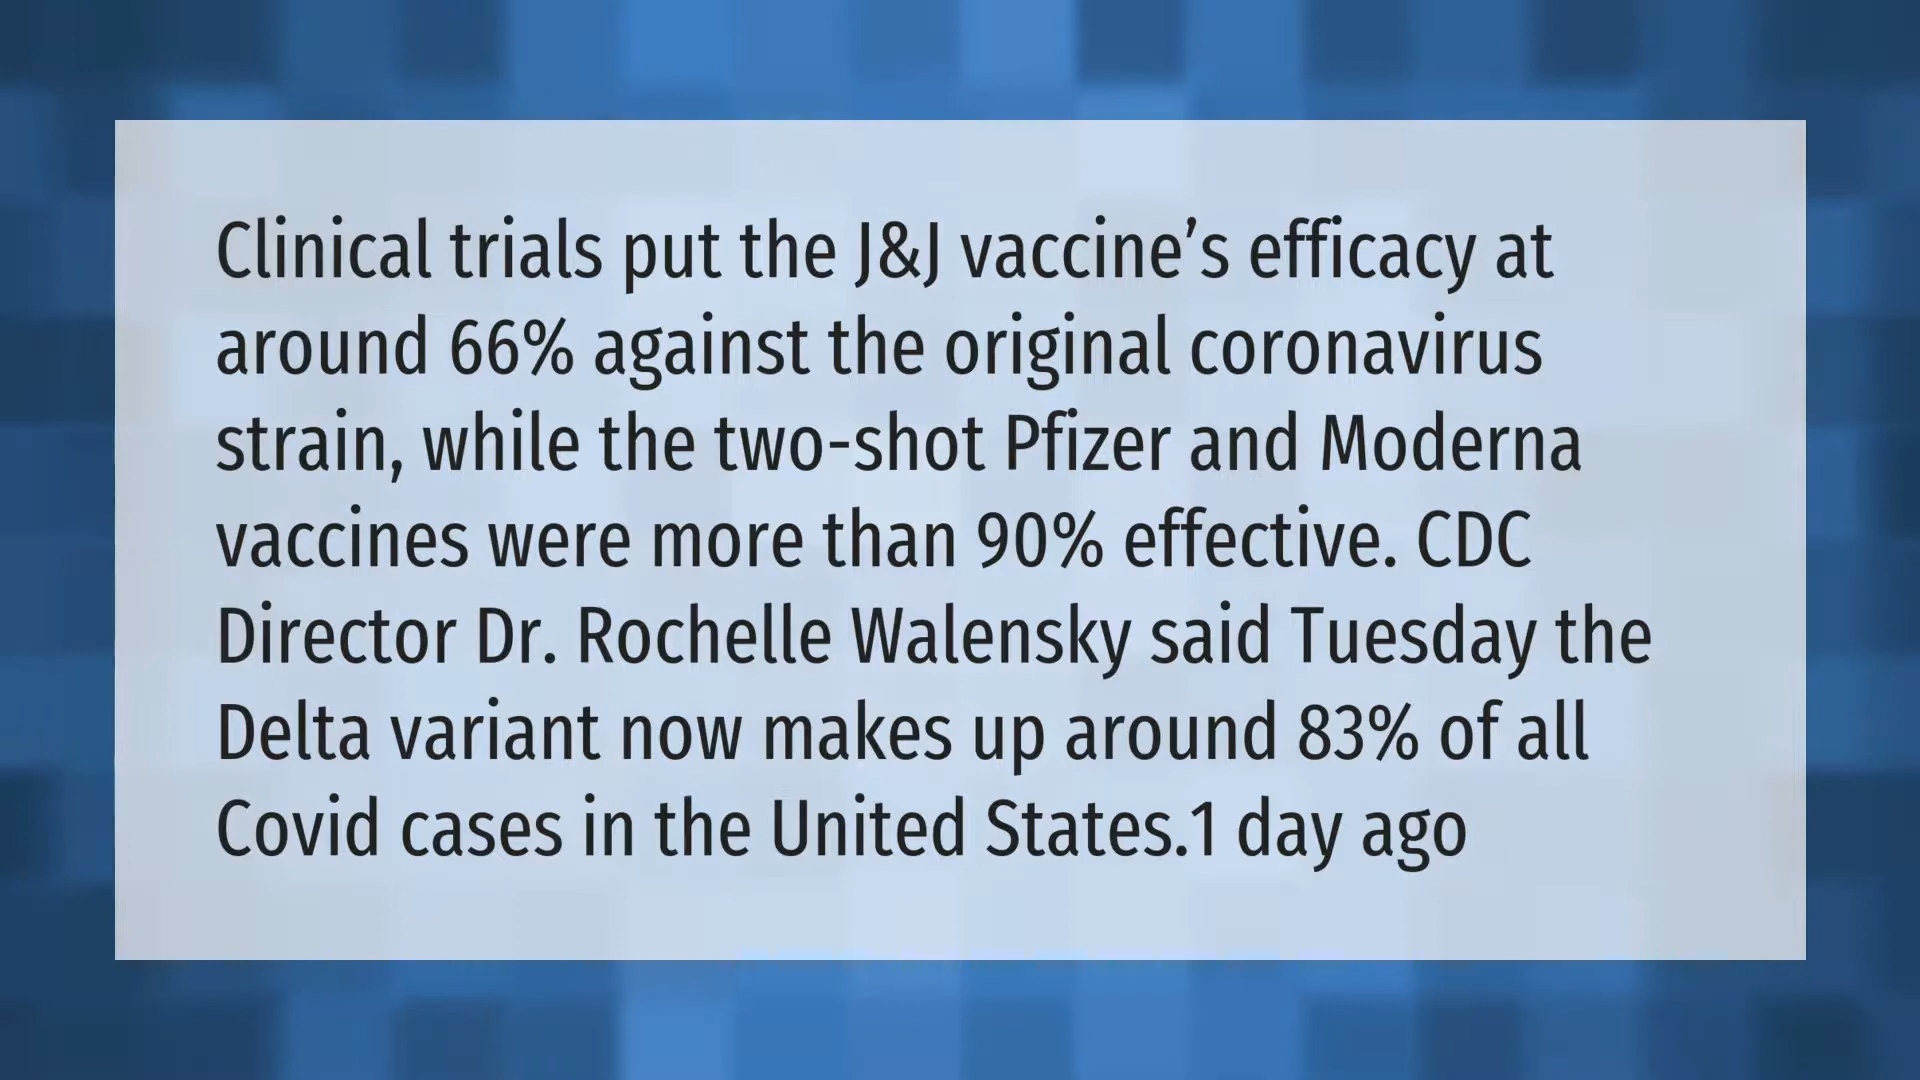 Clinical trials put the J&J vaccine’s efficacy at
around 66% against the original coronavirus
strain, while the two-shot Pfizer and Moderna
vaccines were more than 90% effective. CDC
Director Dr. Rochelle Walensky said Tuesday the
Delta variant now makes up around 83% of all
Covid cases in the United States.1 day ago